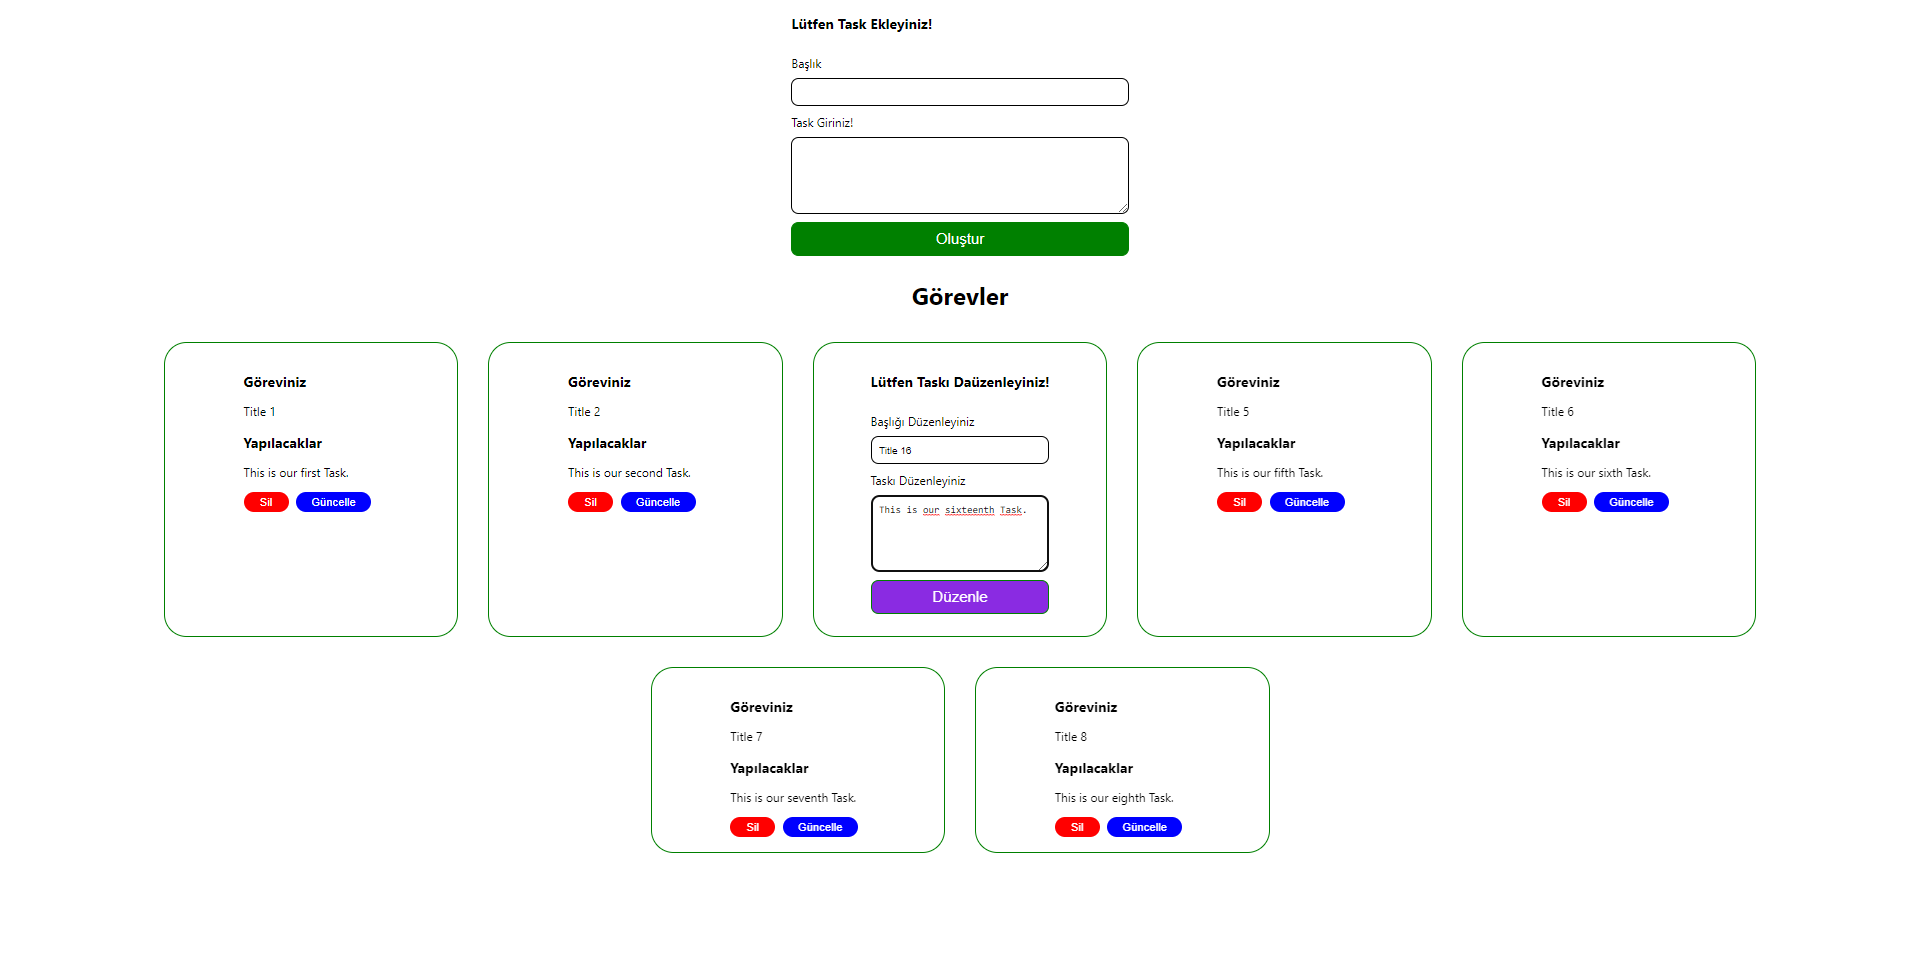 Lütfen Task Ekleyiniz!
Başlık
Task Giriniz!
Oluştur
Görevler
Göreviniz
Title 1
Yapılacaklar
This is our first Task.
Sil Güncelle
Göreviniz
Title 2
Yapılacaklar
This is our second Task.
Sil Güncelle
Lütfen Taskı Daüzenleyiniz!
Başlığı Düzenleyiniz
Title 16
Taskı Düzenleyiniz
This is our sixteenth Task.
Düzenle
Göreviniz
Title 5
Yapılacaklar
This is our fifth Task.
Sil Güncelle
Göreviniz
Title 6
Yapılacaklar
This is our sixth Task.
Sil Güncelle
Göreviniz
Title 7
Yapılacaklar
This is our seventh Task.
Sil Güncelle
Göreviniz
Title 8
Yapılacaklar
This is our eighth Task.
Sil Güncelle